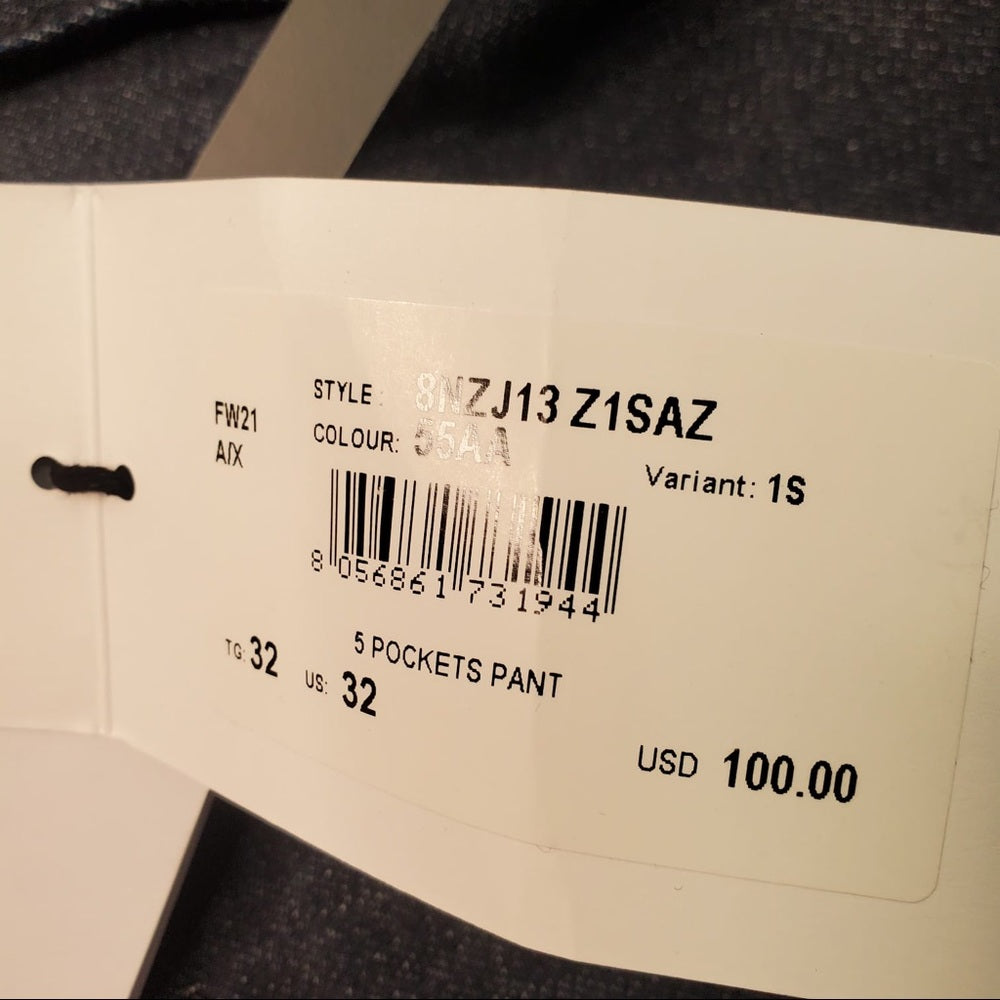 FW21
A/X
STYLE: 8NZJ13 Z1SAZ
COLOUR: 55AA
Variant: 1S
8 056861 731944
5 POCKETS PANT
TG: 32 US: 32
USD 100.00